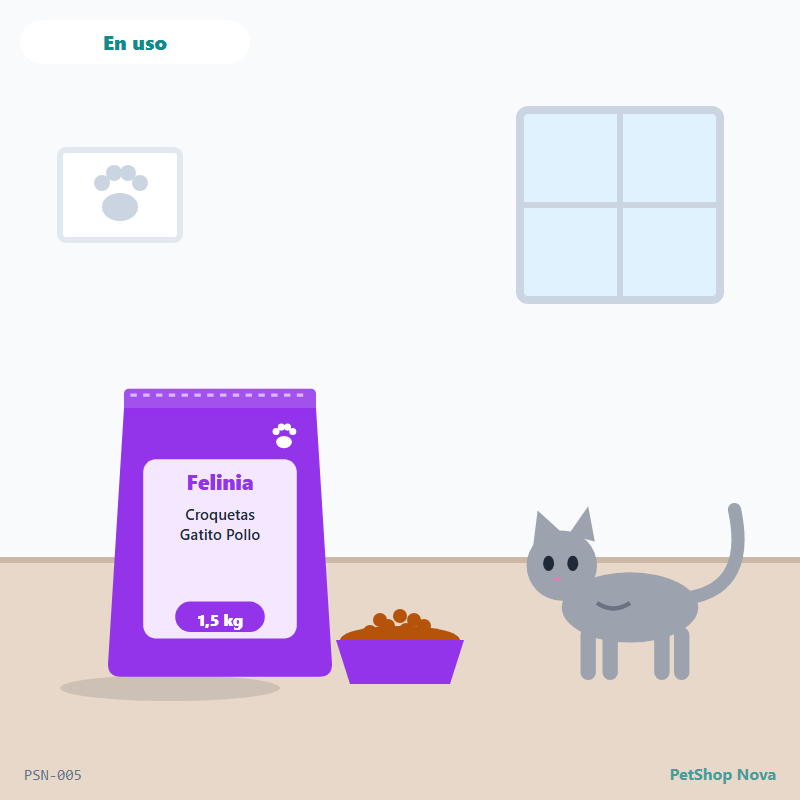 En uso
Felinia
Croquetas
Gatito Pollo
1,5 kg
PSN-005
PetShop Nova